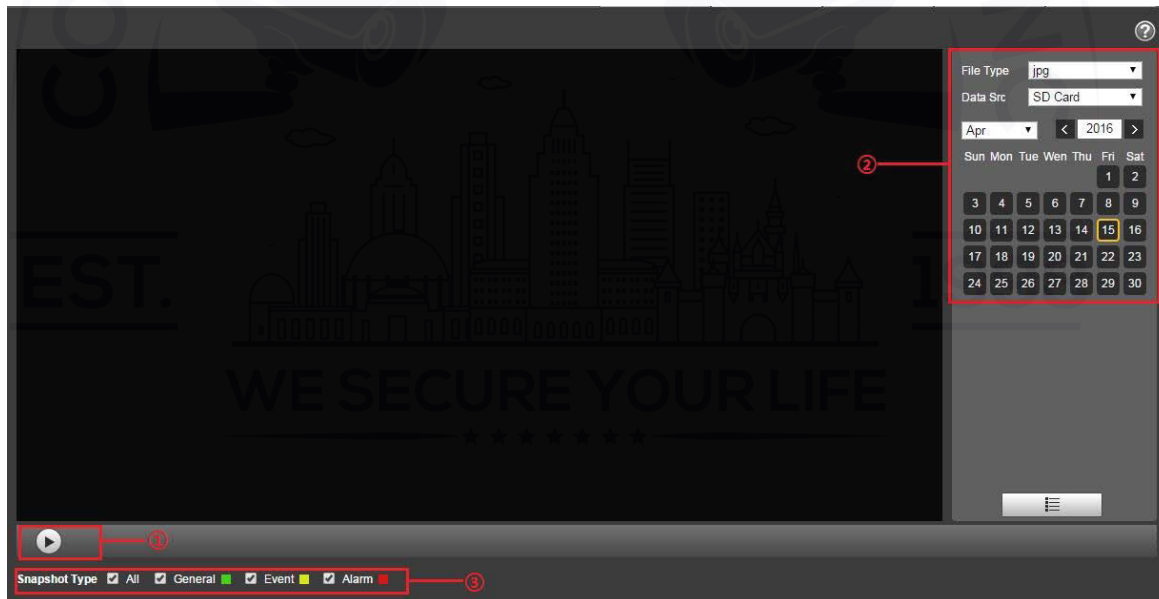 ?
File Type jpg
Data Src SD Card
Apr 2016
Sun Mon Tue Wen Thu Fri Sat
1 2
3 4 5 6 7 8 9
10 11 12 13 14 15 16
17 18 19 20 21 22 23
24 25 26 27 28 29 30
②
EST.
WE SECURE YOUR LIFE
①
Snapshot Type All General Event Alarm
③